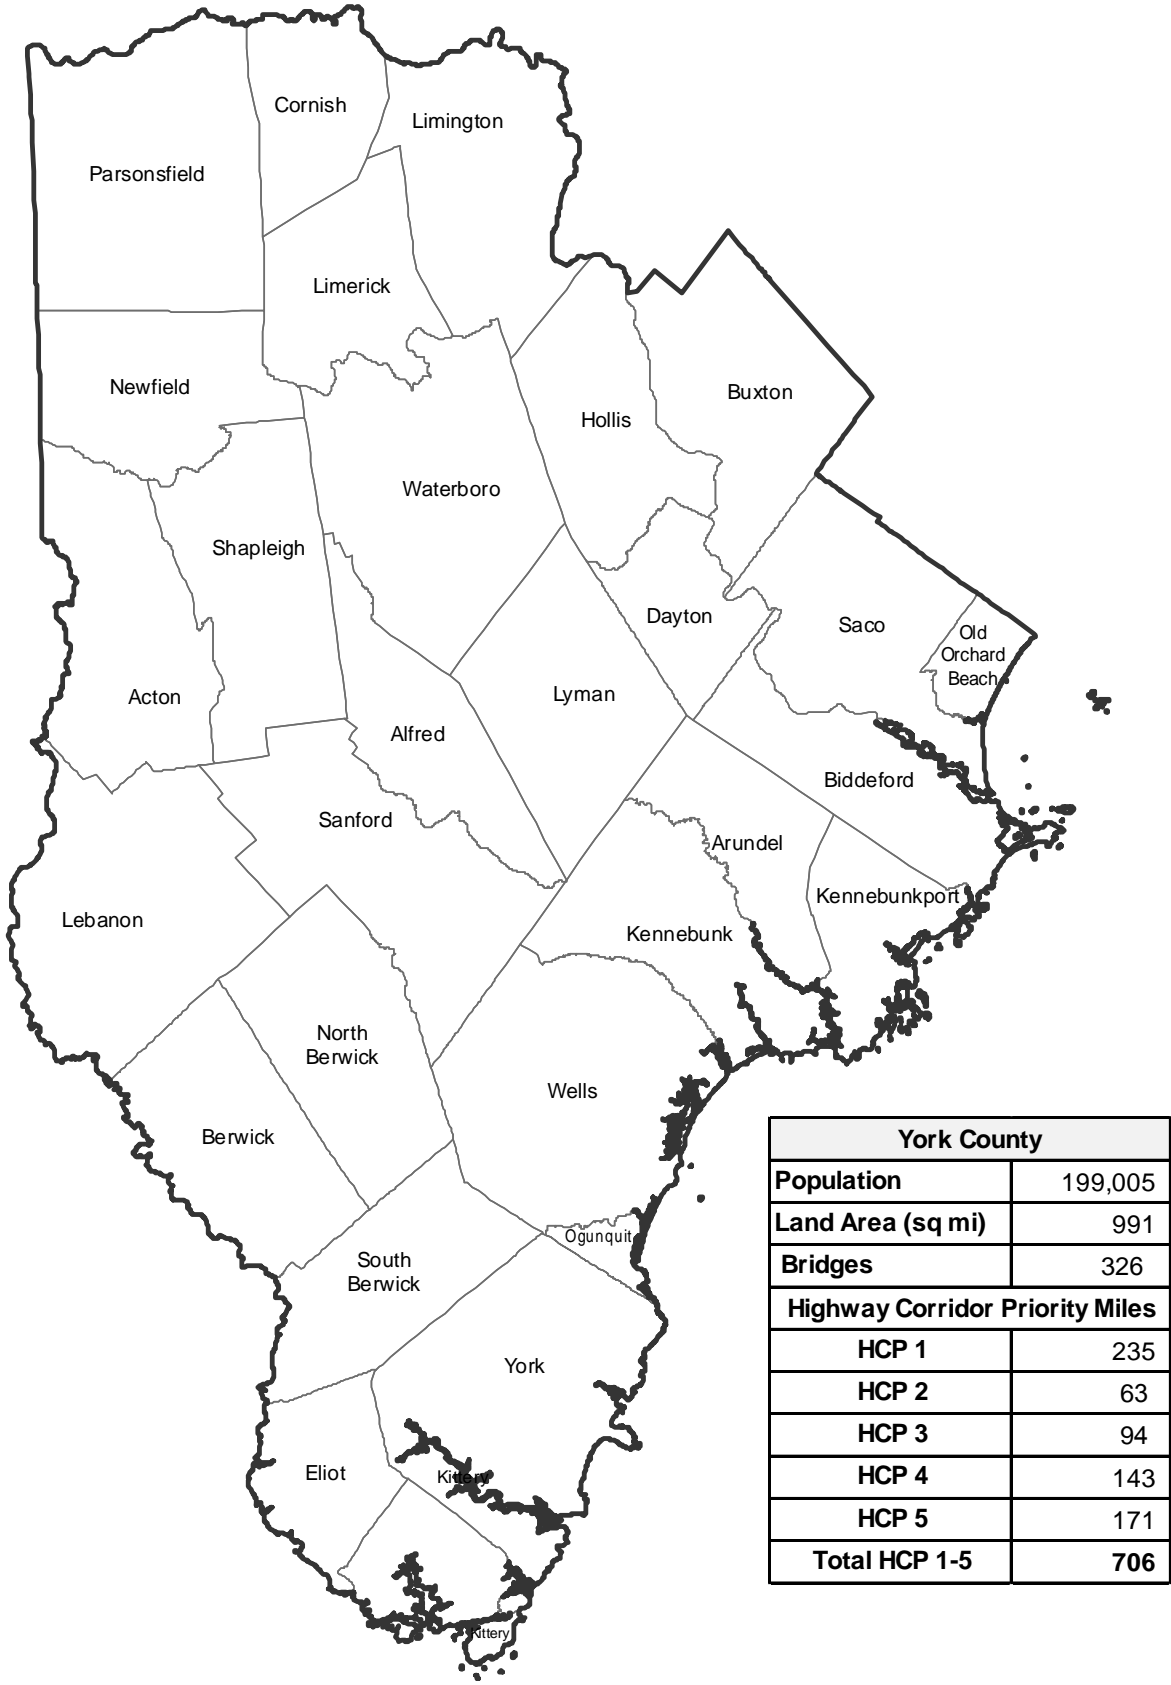 Cornish
Limington
Parsonsfield
Limerick
Newfield
Buxton
Hollis
Waterboro
Shapleigh
Dayton
Saco
Old
Orchard
Beach
Acton
Lyman
Alfred
Biddeford
Sanford
Arundel
Kennebunkport
Lebanon
Kennebunk
North
Berwick
Wells
Berwick
Ogunquit
South
Berwick
York
Eliot
Kittery
Kittery
York County
Population 199,005
Land Area (sq mi) 991
Bridges 326
Highway Corridor Priority Miles
HCP 1 235
HCP 2 63
HCP 3 94
HCP 4 143
HCP 5 171
Total HCP 1-5 706